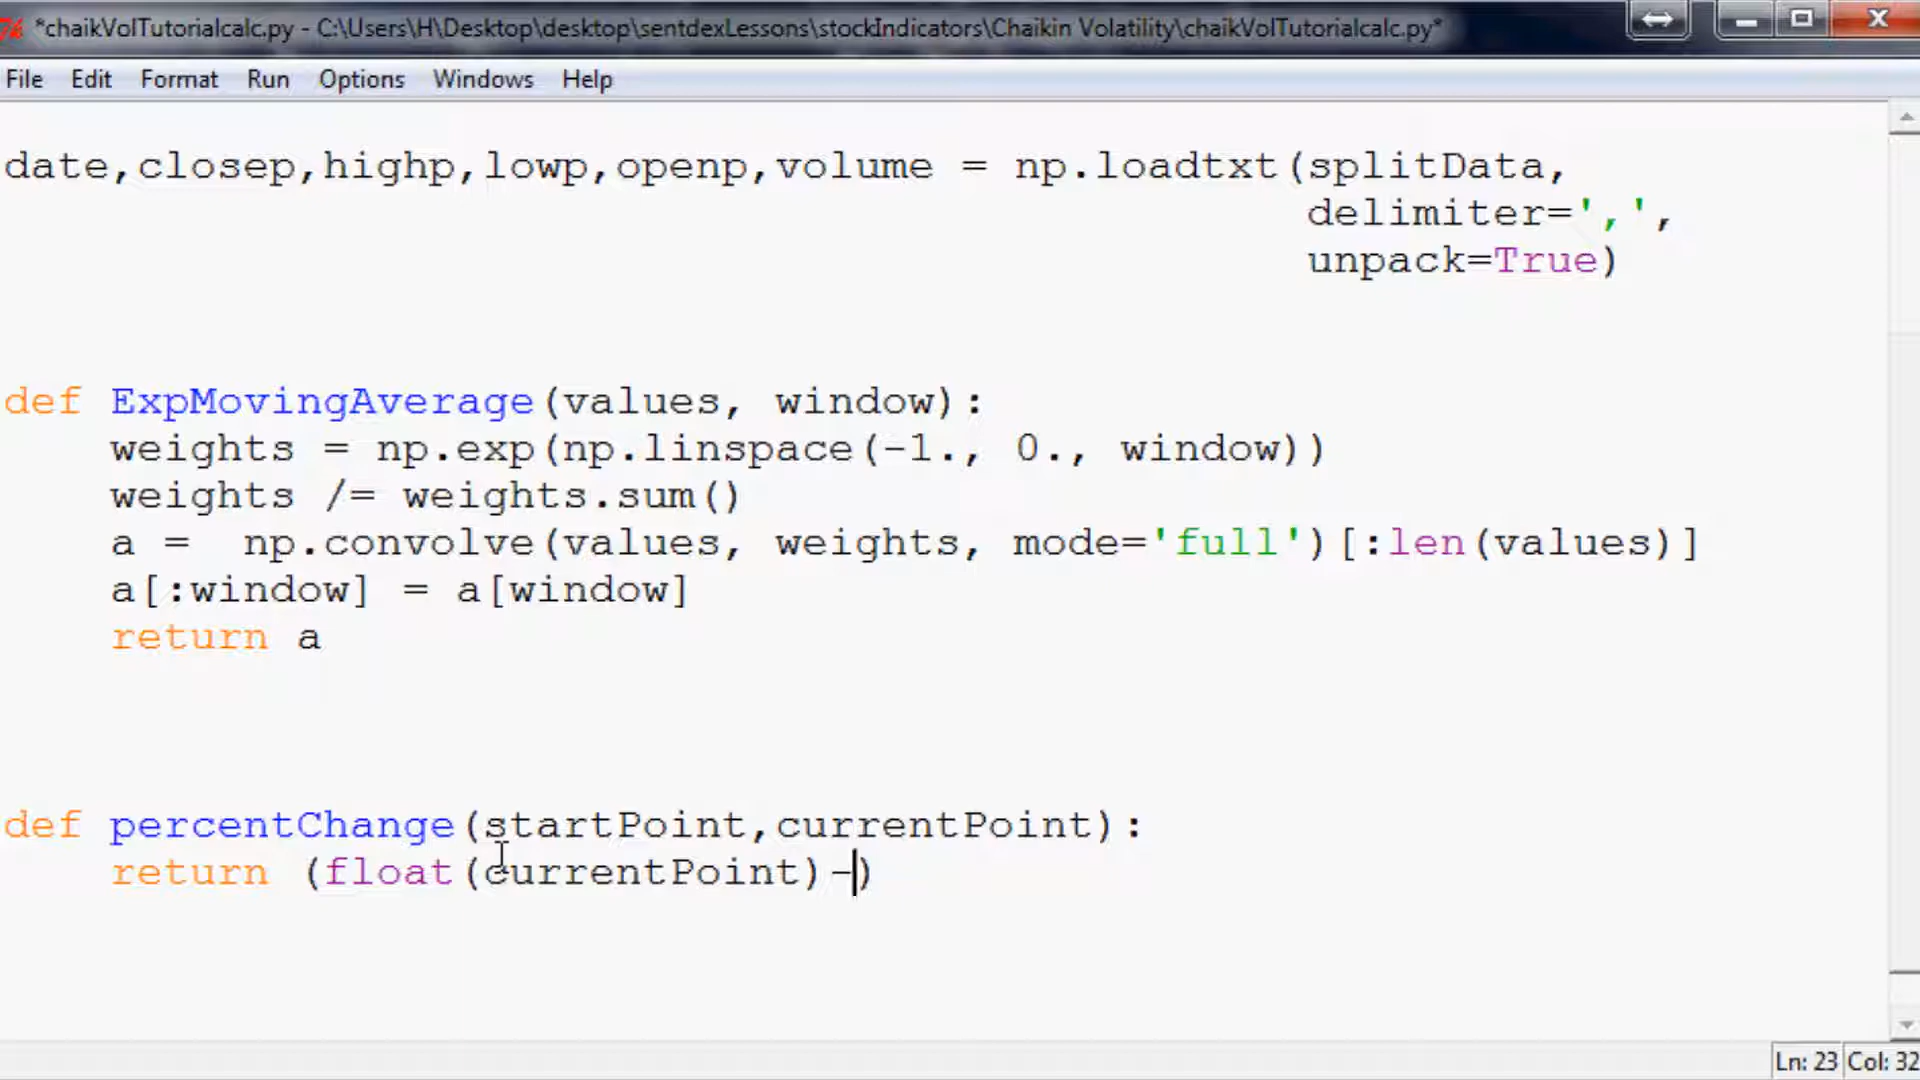 *chaikVolTutorialcalc.py - C:\Users\H\Desktop\desktop\sentdexLessons\stockIndicators\Chaikin Volatility\chaikVolTutorialcalc.py*
File Edit Format Run Options Windows Help
date,closep,highp,lowp,openp,volume = np.loadtxt(splitData,
delimiter=',',
unpack=True)
def ExpMovingAverage(values, window):
weights = np.exp(np.linspace(-1., 0., window))
weights /= weights.sum()
a =  np.convolve(values, weights, mode='full')[:len(values)]
a[:window] = a[window]
return a
def percentChange(startPoint,currentPoint):
return (float(currentPoint)-)
Ln: 23 Col: 32